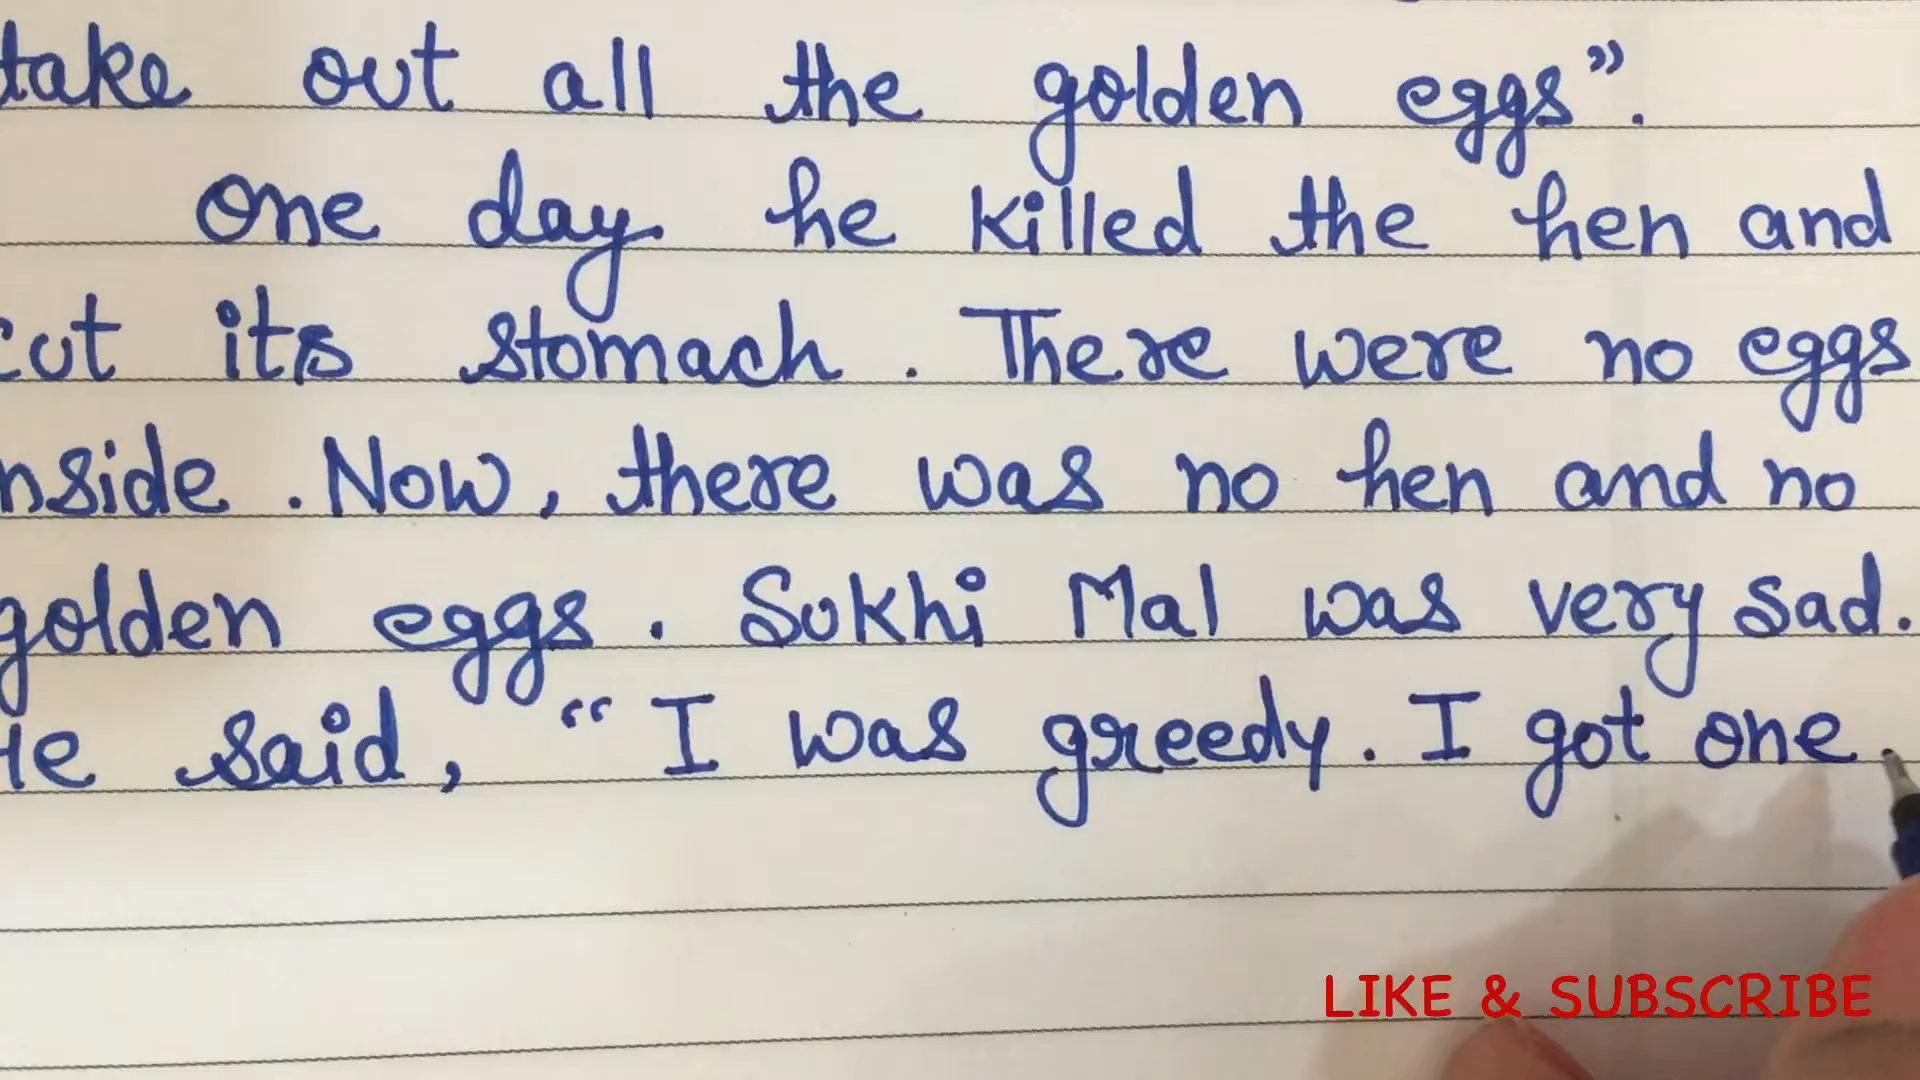 take out all the golden eggs”.
One day he killed the hen and
cut its stomach. There were no eggs
nside. Now, there was no hen and no
golden eggs. Sukhi Mal was very sad.
He said, “I was greedy. I got one
LIKE & SUBSCRIBE